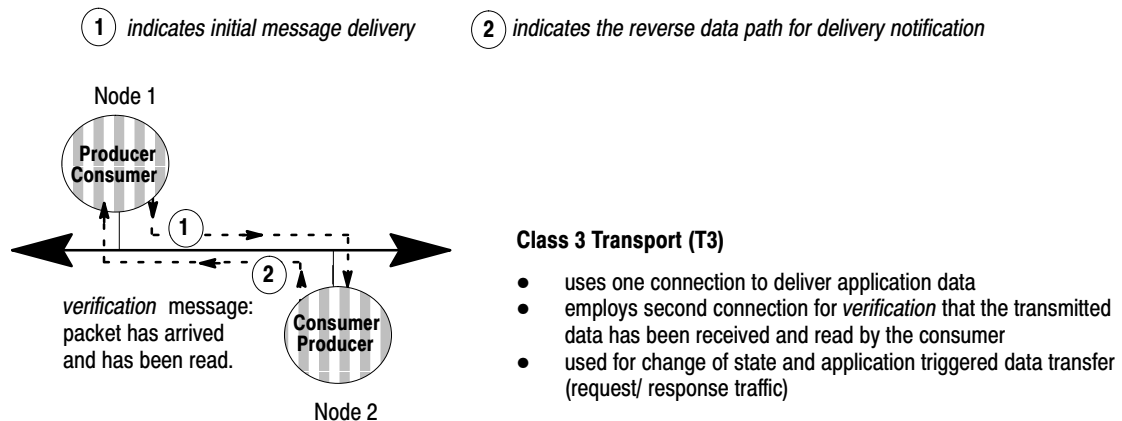 1 indicates initial message delivery
2 indicates the reverse data path for delivery notification
Node 1
Producer
Consumer
1
2
verification message:
packet has arrived
and has been read.
Consumer
Producer
Node 2
Class 3 Transport (T3)
● uses one connection to deliver application data
● employs second connection for verification that the transmitted
data has been received and read by the consumer
● used for change of state and application triggered data transfer
(request/ response traffic)